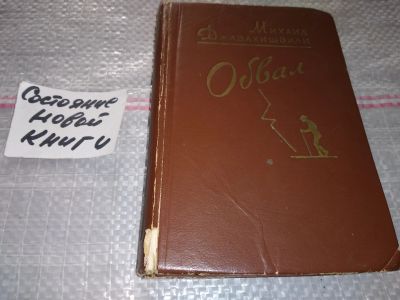 Состояние
новой
книги
Михаил
Джавахишвили
Обвал